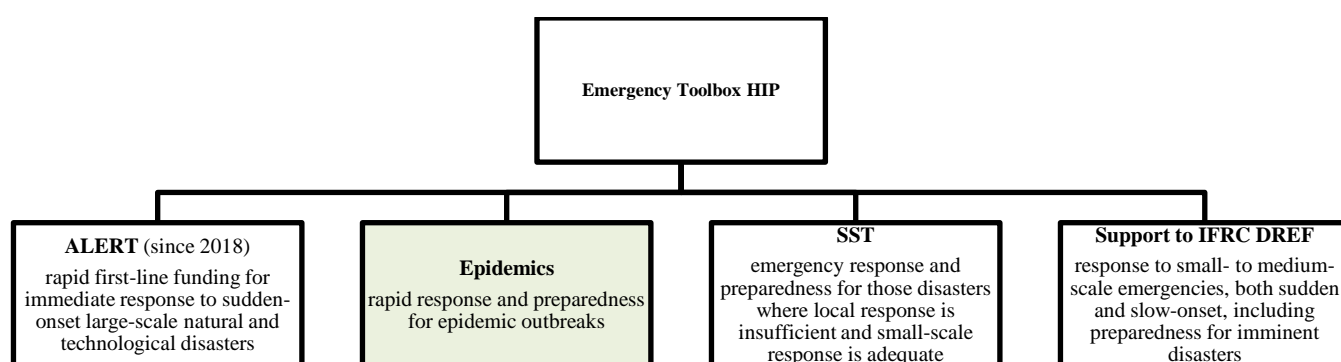 Emergency Toolbox HIP
ALERT (since 2018)
rapid first-line funding for
immediate response to sudden-
onset large-scale natural and
technological disasters
Epidemics
rapid response and preparedness
for epidemic outbreaks
SST
emergency response and
preparedness for those disasters
where local response is
insufficient and small-scale
response is adequate
Support to IFRC DREF
response to small- to medium-
scale emergencies, both sudden
and slow-onset, including
preparedness for imminent
disasters